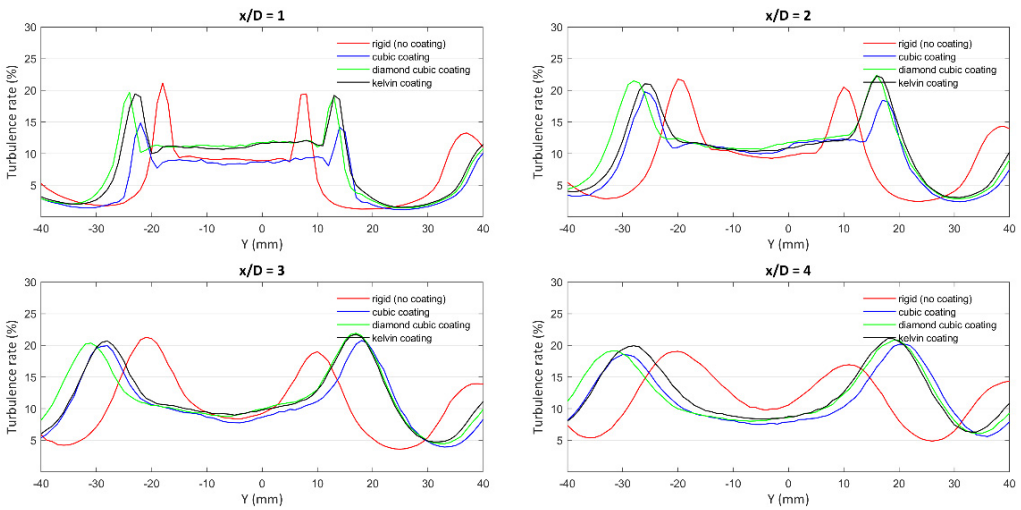 x/D = 1
30
25
20
15
10
5
Turbulence rate (%)
rigid (no coating)
cubic coating
diamond cubic coating
kelvin coating
-40 -30 -20 -10 0 10 20 30 40
Y (mm)
x/D = 2
30
25
20
15
10
5
Turbulence rate (%)
rigid (no coating)
cubic coating
diamond cubic coating
kelvin coating
-40 -30 -20 -10 0 10 20 30 40
Y (mm)
x/D = 3
30
25
20
15
10
5
Turbulence rate (%)
rigid (no coating)
cubic coating
diamond cubic coating
kelvin coating
-40 -30 -20 -10 0 10 20 30 40
Y (mm)
x/D = 4
30
25
20
15
10
5
Turbulence rate (%)
rigid (no coating)
cubic coating
diamond cubic coating
kelvin coating
-40 -30 -20 -10 0 10 20 30 40
Y (mm)